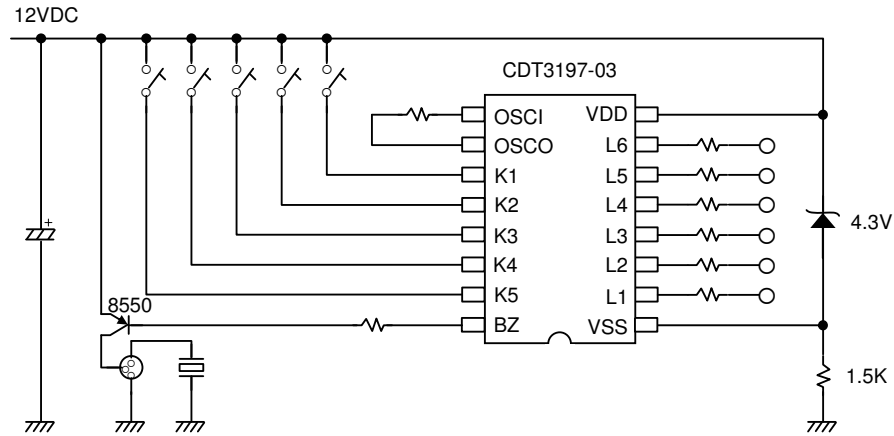 12VDC
CDT3197-03
OSCI VDD
OSCO L6
K1 L5
K2 L4
K3 L3
K4 L2
K5 L1
BZ VSS
+
4.3V
8550
1.5K